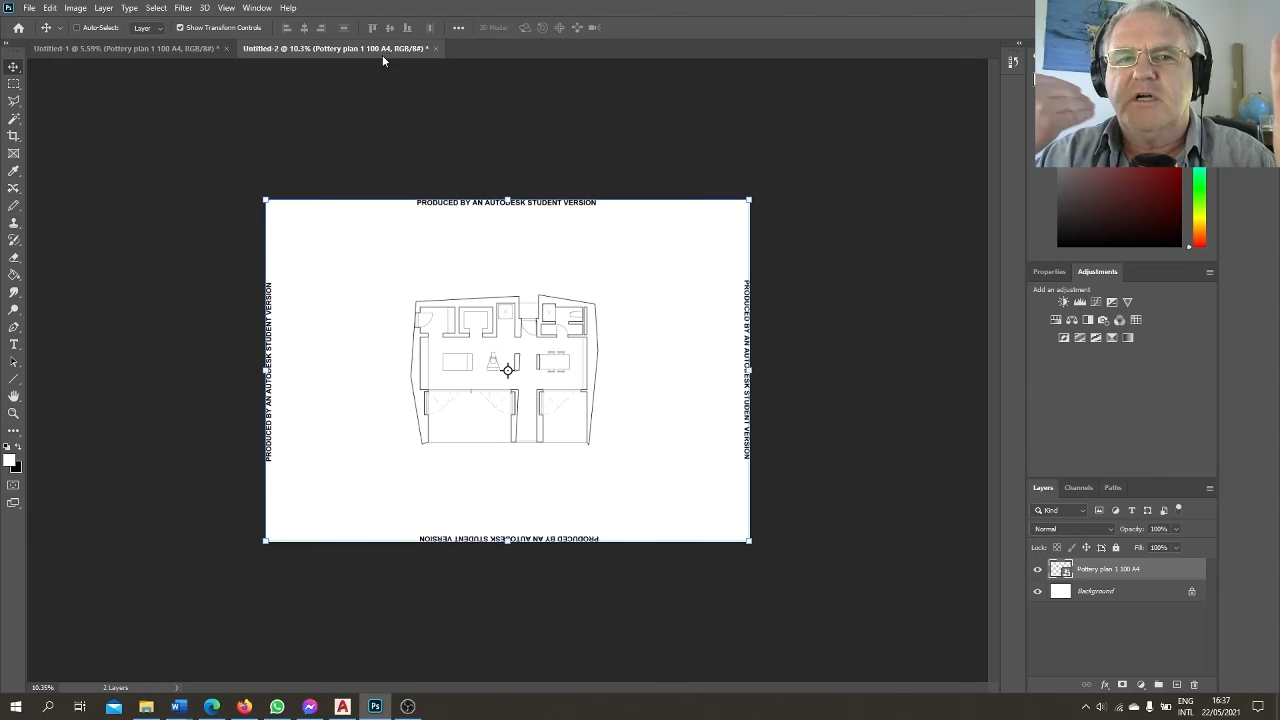 File Edit Image Layer Type Select Filter 3D View Window Help
Auto-Select: Layer Show Transform Controls 3D Mode:
Untitled-1 @ 5.59% (Pottery plan 1 100 A4, RGB/8#) * × Untitled-2 @ 10.3% (Pottery plan 1 100 A4, RGB/8#) * ×
PRODUCED BY AN AUTODESK STUDENT VERSION
PRODUCED BY AN AUTODESK STUDENT VERSION
PRODUCED BY AN AUTODESK STUDENT VERSION
PRODUCED BY AN AUTODESK STUDENT VERSION
Properties Adjustments
Add an adjustment
Layers Channels Paths
Kind
Normal Opacity: 100%
Lock: Fill: 100%
Pottery plan 1 100 A4
Background
10.35% 2 Layers
ENG 16:37
INTL 22/05/2021